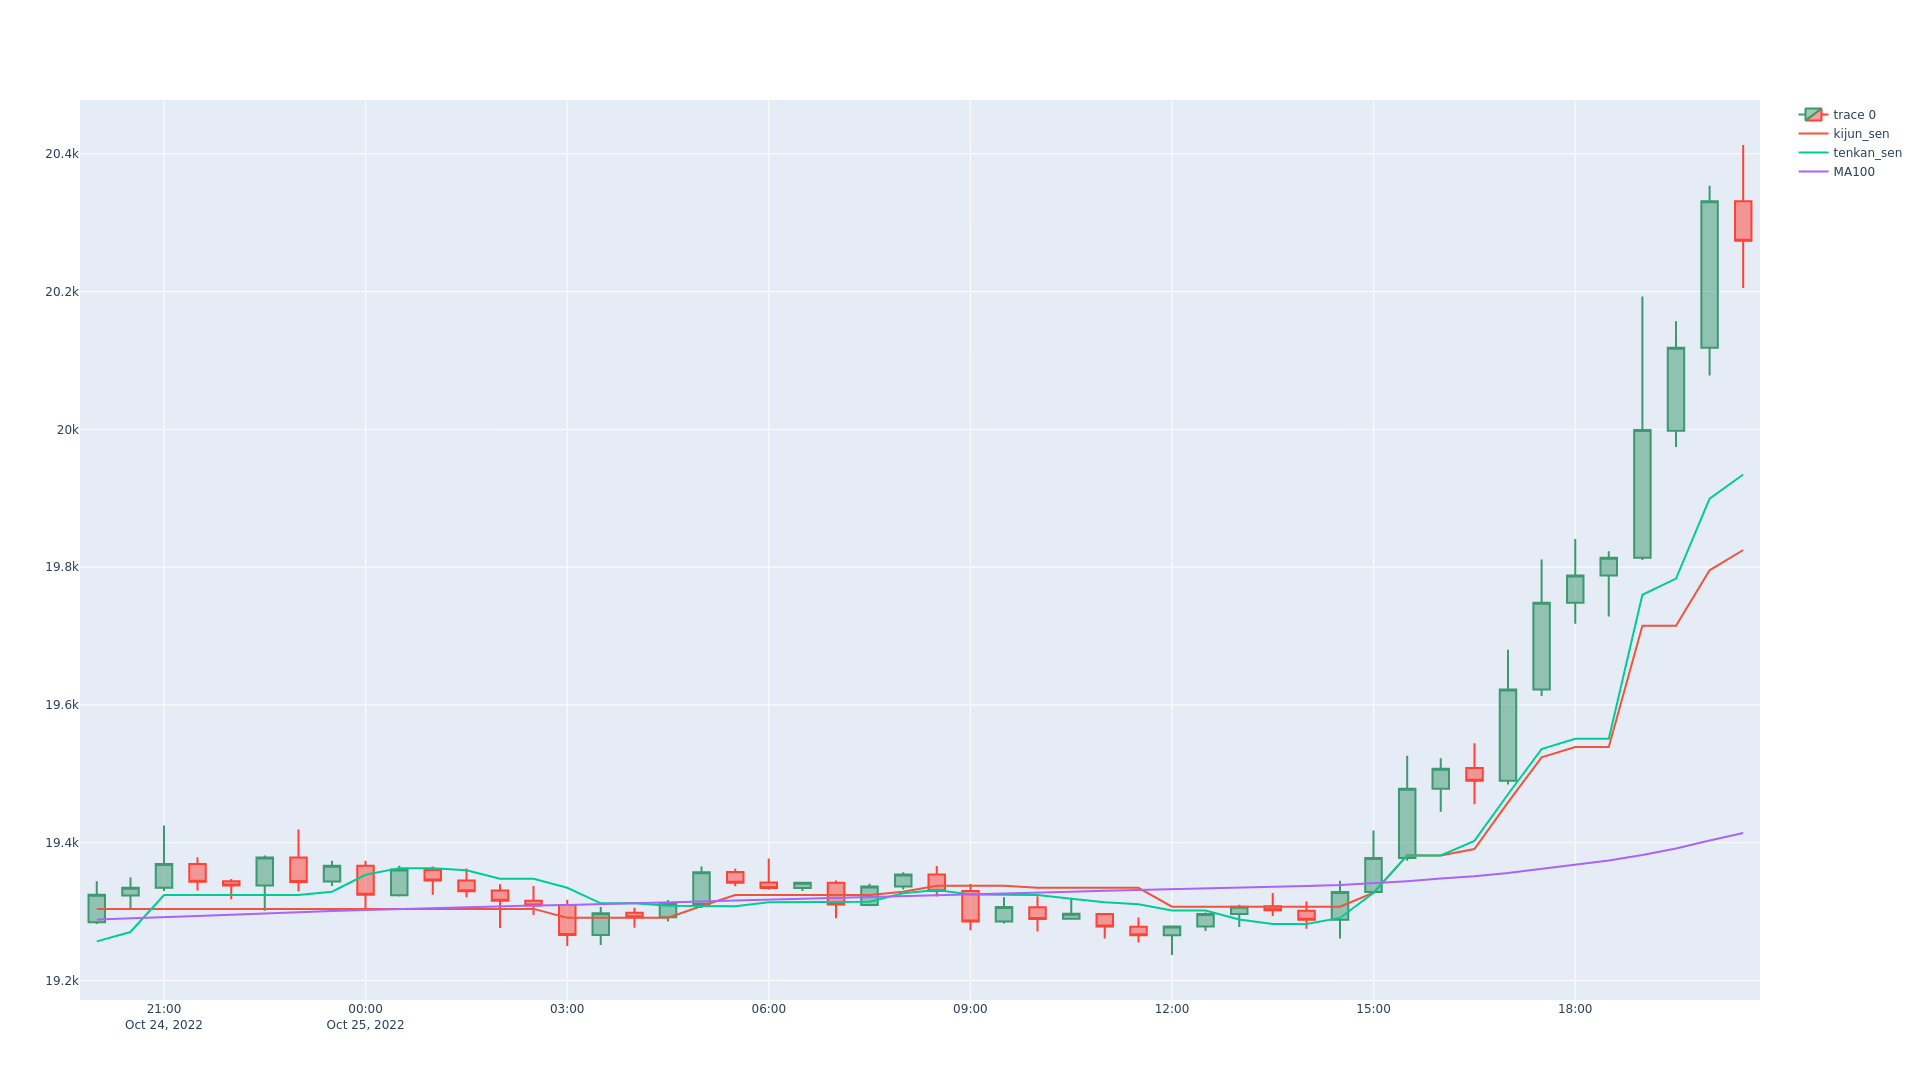 trace 0
kijun_sen
tenkan_sen
MA100
20.4k
20.2k
20k
19.8k
19.6k
19.4k
19.2k
21:00 00:00 03:00 06:00 09:00 12:00 15:00 18:00
Oct 24, 2022 Oct 25, 2022